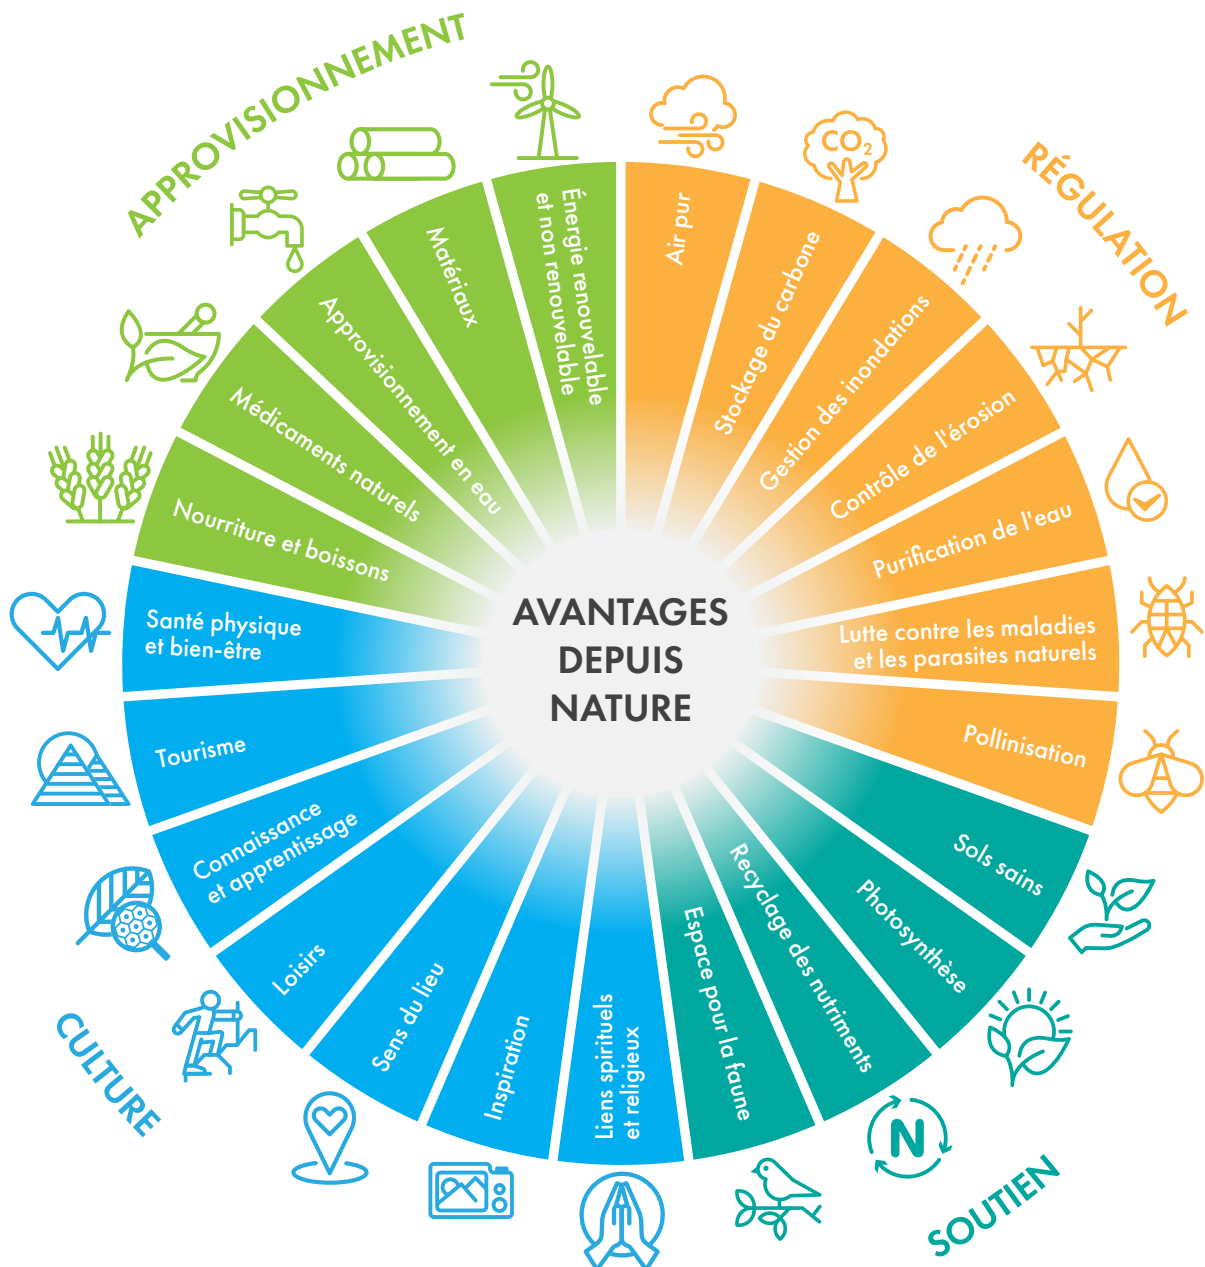 APPROVISIONNEMENT
RÉGULATION
CO₂
Énergie renouvelable
et non renouvelable
Matériaux
Approvisionnement en eau
Médicaments naturels
Nourriture et boissons
Air pur
Stockage du carbone
Gestion des inondations
Contrôle de l'érosion
Purification de l'eau
Lutte contre les maladies
et les parasites naturels
Pollinisation
AVANTAGES
DEPUIS
NATURE
Santé physique
et bien-être
Tourisme
Connaissance
et apprentissage
Loisirs
Sens du lieu
Inspiration
Liens spirituels
et religieux
Espace pour la faune
Recyclage des nutriments
Photosynthèse
Sols sains
N
CULTURE
SOUTIEN